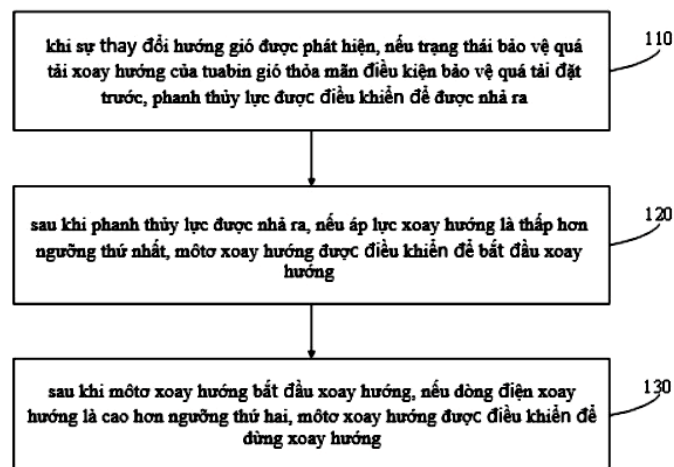 khi sự thay đổi hướng gió được phát hiện, nếu trạng thái bảo vệ quá
tải xoay hướng của tuabin gió thỏa mãn điều kiện bảo vệ quá tải đặt
trước, phanh thủy lực được điều khiển để được nhả ra
110
sau khi phanh thủy lực được nhả ra, nếu áp lực xoay hướng là thấp hơn
ngưỡng thứ nhất, môtơ xoay hướng được điều khiển để bắt đầu xoay
hướng
120
sau khi môtơ xoay hướng bắt đầu xoay hướng, nếu dòng điện xoay
hướng là cao hơn ngưỡng thứ hai, môtơ xoay hướng được điều khiển để
dừng xoay hướng
130